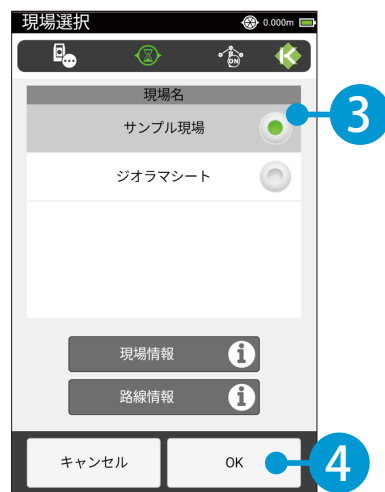 現場選択 0.000m
ON
現場名
サンプル現場
3
ジオラマシート
現場情報 i
路線情報 i
キャンセル OK
4